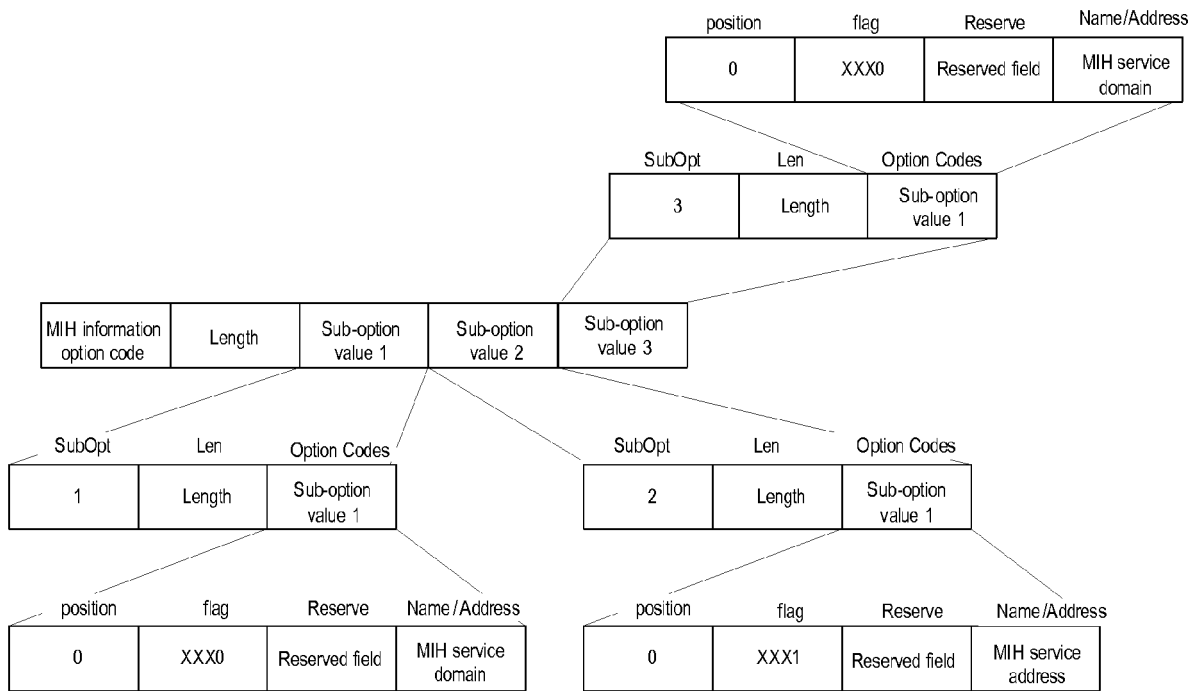 position flag Reserve Name/Address
0 XXX0 Reserved field MIH service domain
SubOpt Len Option Codes
3 Length Sub-option value 1
MIH information option code Length Sub-option value 1 Sub-option value 2 Sub-option value 3
SubOpt Len Option Codes
1 Length Sub-option value 1
SubOpt Len Option Codes
2 Length Sub-option value 1
position flag Reserve Name/Address
0 XXX0 Reserved field MIH service domain
position flag Reserve Name/Address
0 XXX1 Reserved field MIH service address